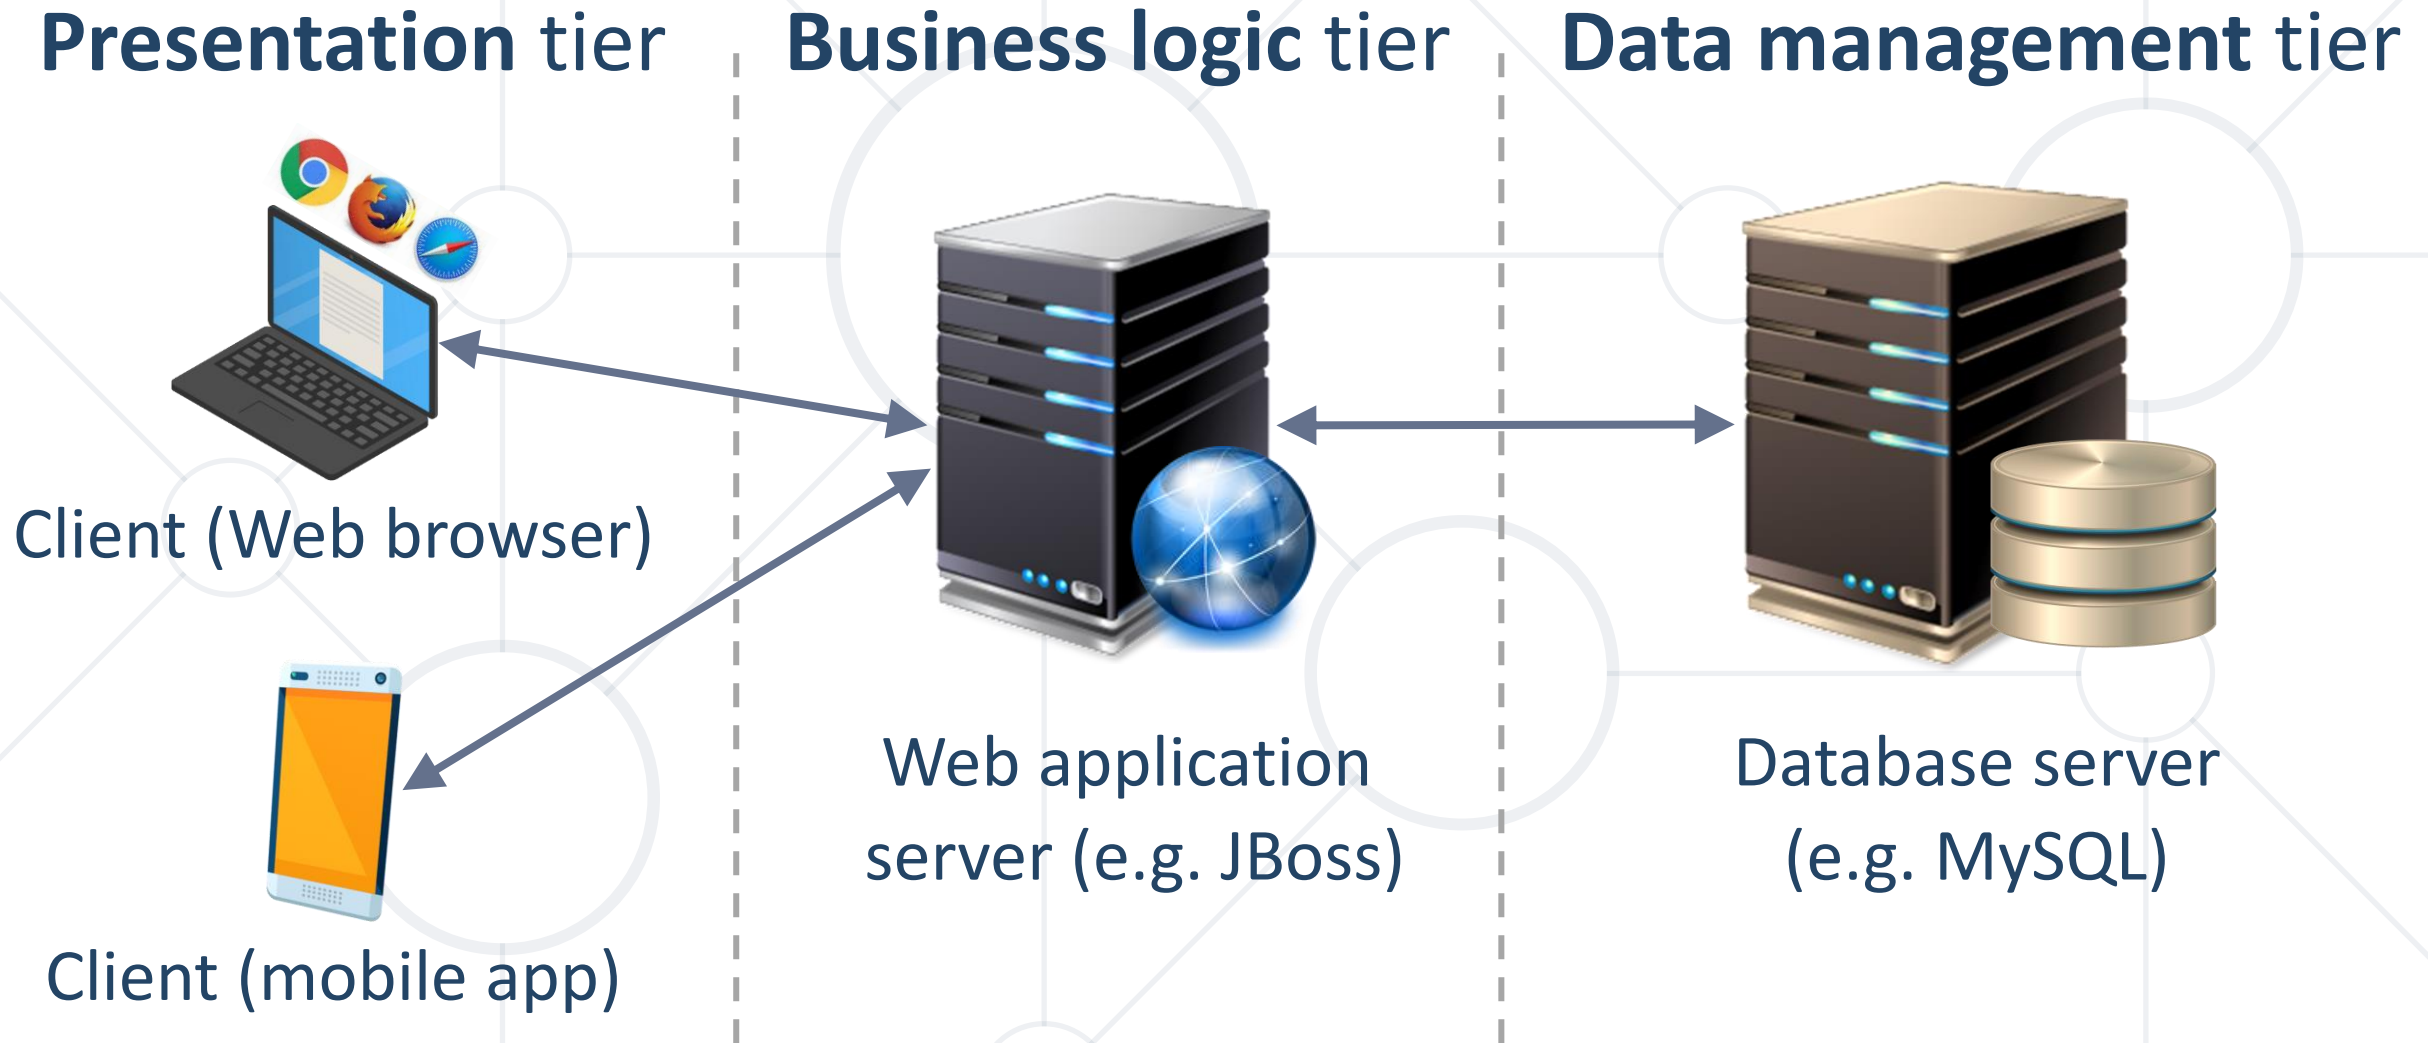 Presentation tier
Business logic tier
Data management tier
Client (Web browser)
Client (mobile app)
Web application
server (e.g. JBoss)
Database server
(e.g. MySQL)